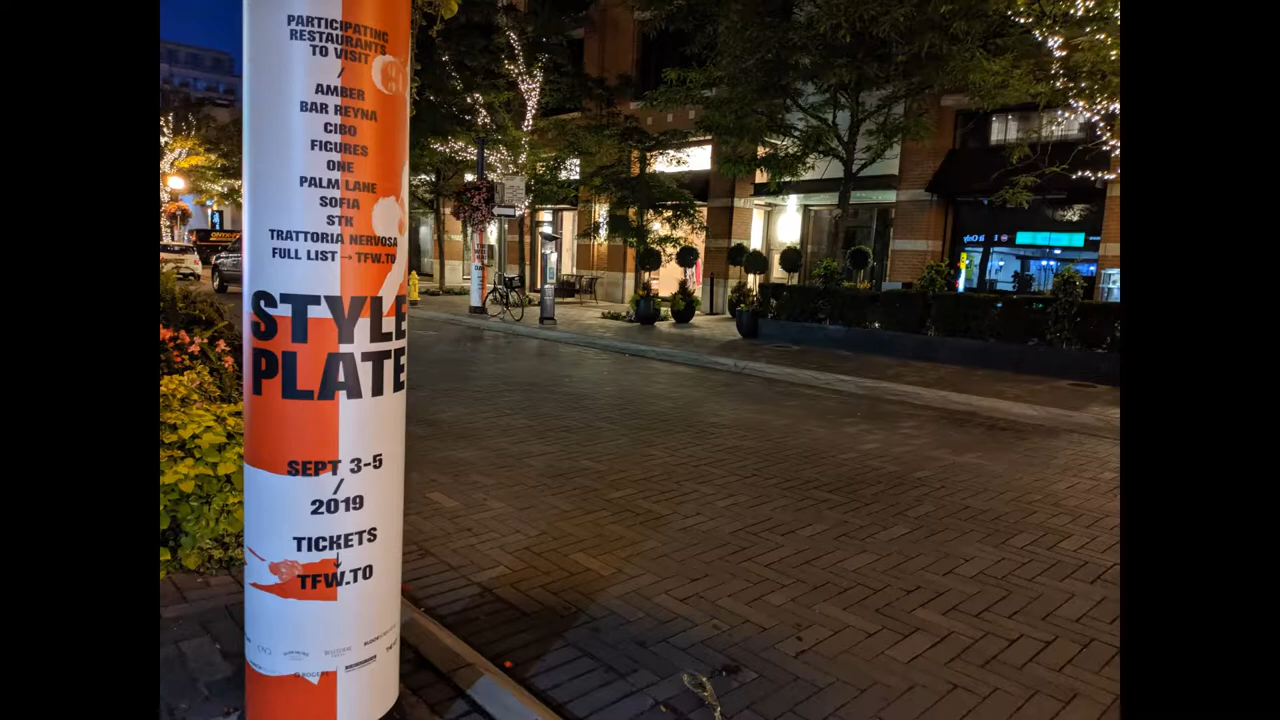 PARTICIPATING
RESTAURANTS
TO VISIT
/
AMBER
BAR REYNA
CIBO
FIGURES
ONE
PALM LANE
SOFIA
STK
TRATTORIA NERVOSA
FULL LIST → TFW.TO
STYLE
PLATE
SEPT 3-5
/
2019
TICKETS
↓
TFW.TO
ROGERS